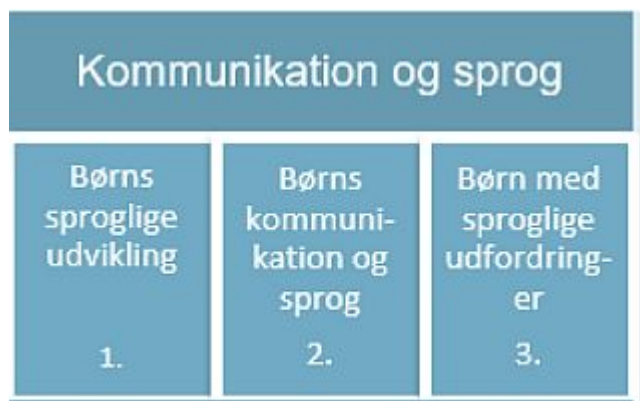 Kommunikation og sprog
Børns
sproglige
udvikling
1.
Børns
kommuni-
kation og
sprog
2.
Børn med
sproglige
udfordring-
er
3.